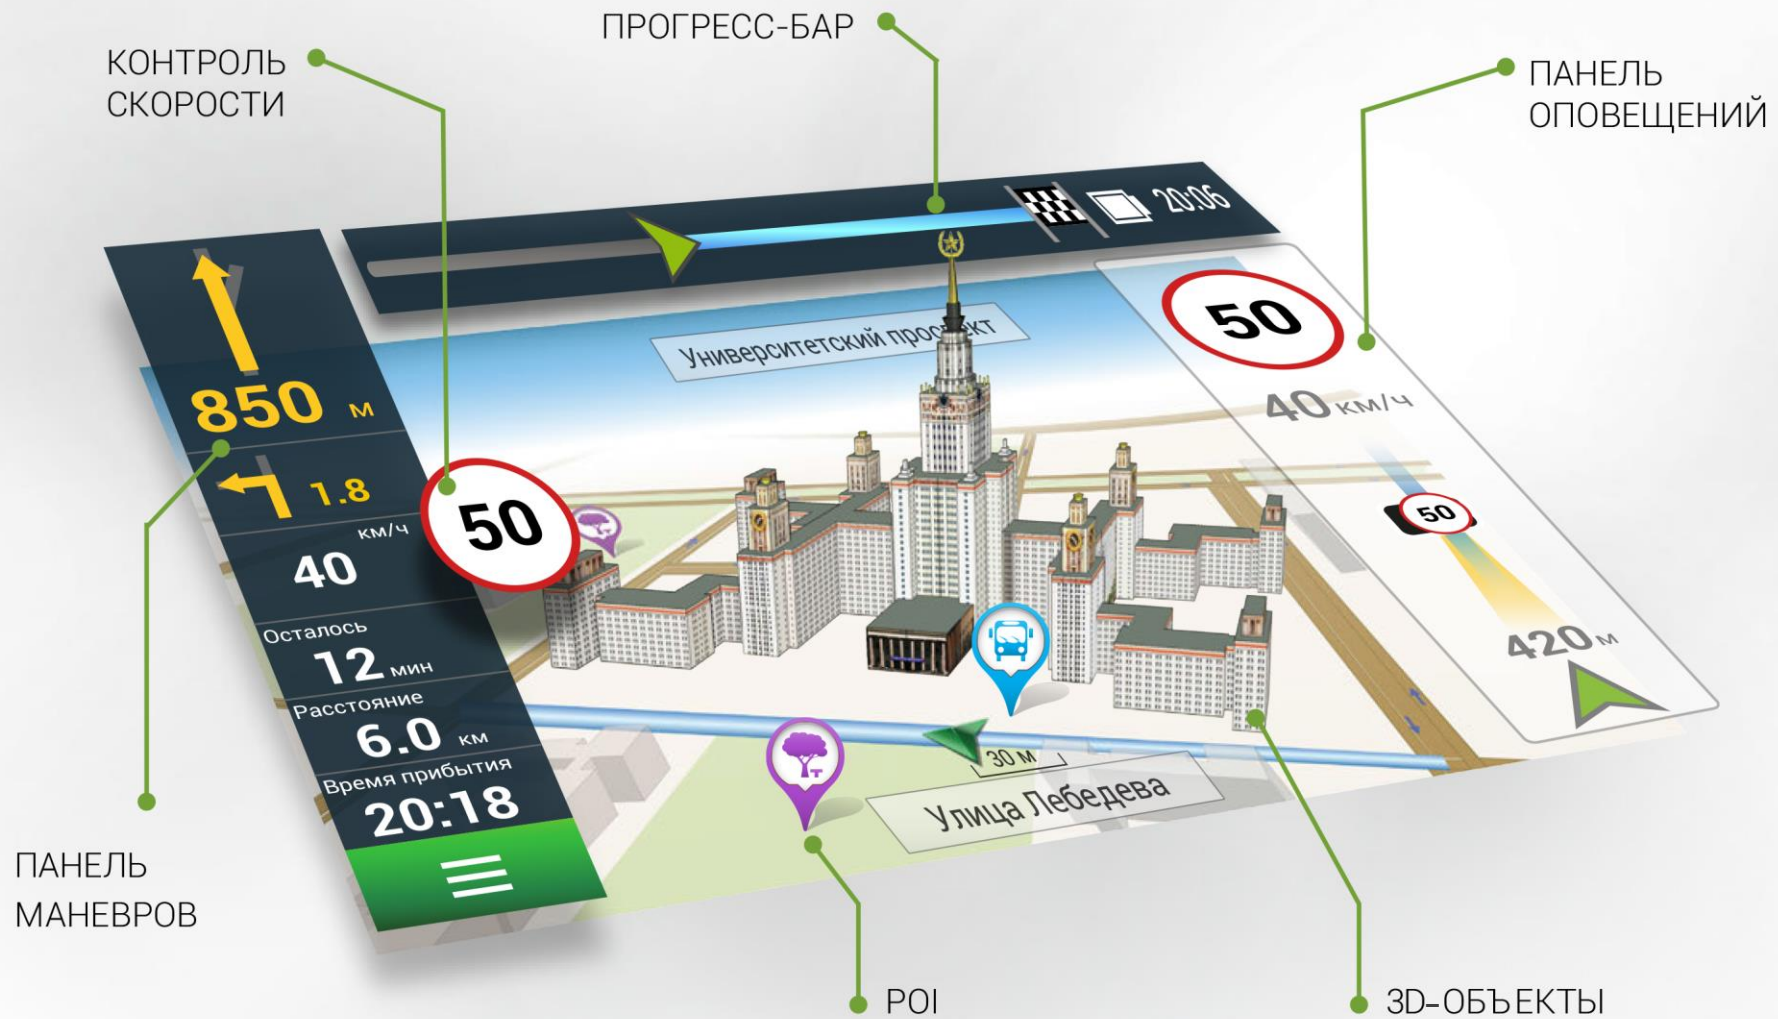 ПРОГРЕСС-БАР
КОНТРОЛЬ
СКОРОСТИ
ПАНЕЛЬ
ОПОВЕЩЕНИЙ
20:06
850 м
1.8
км/ч
40
50
Осталось
12 мин
Расстояние
6.0 км
Время прибытия
20:18
Университетский проспект
50
40 км/ч
50
420 м
30 м
Улица Лебедева
ПАНЕЛЬ
МАНЕВРОВ
POI
3D-ОБЪЕКТЫ